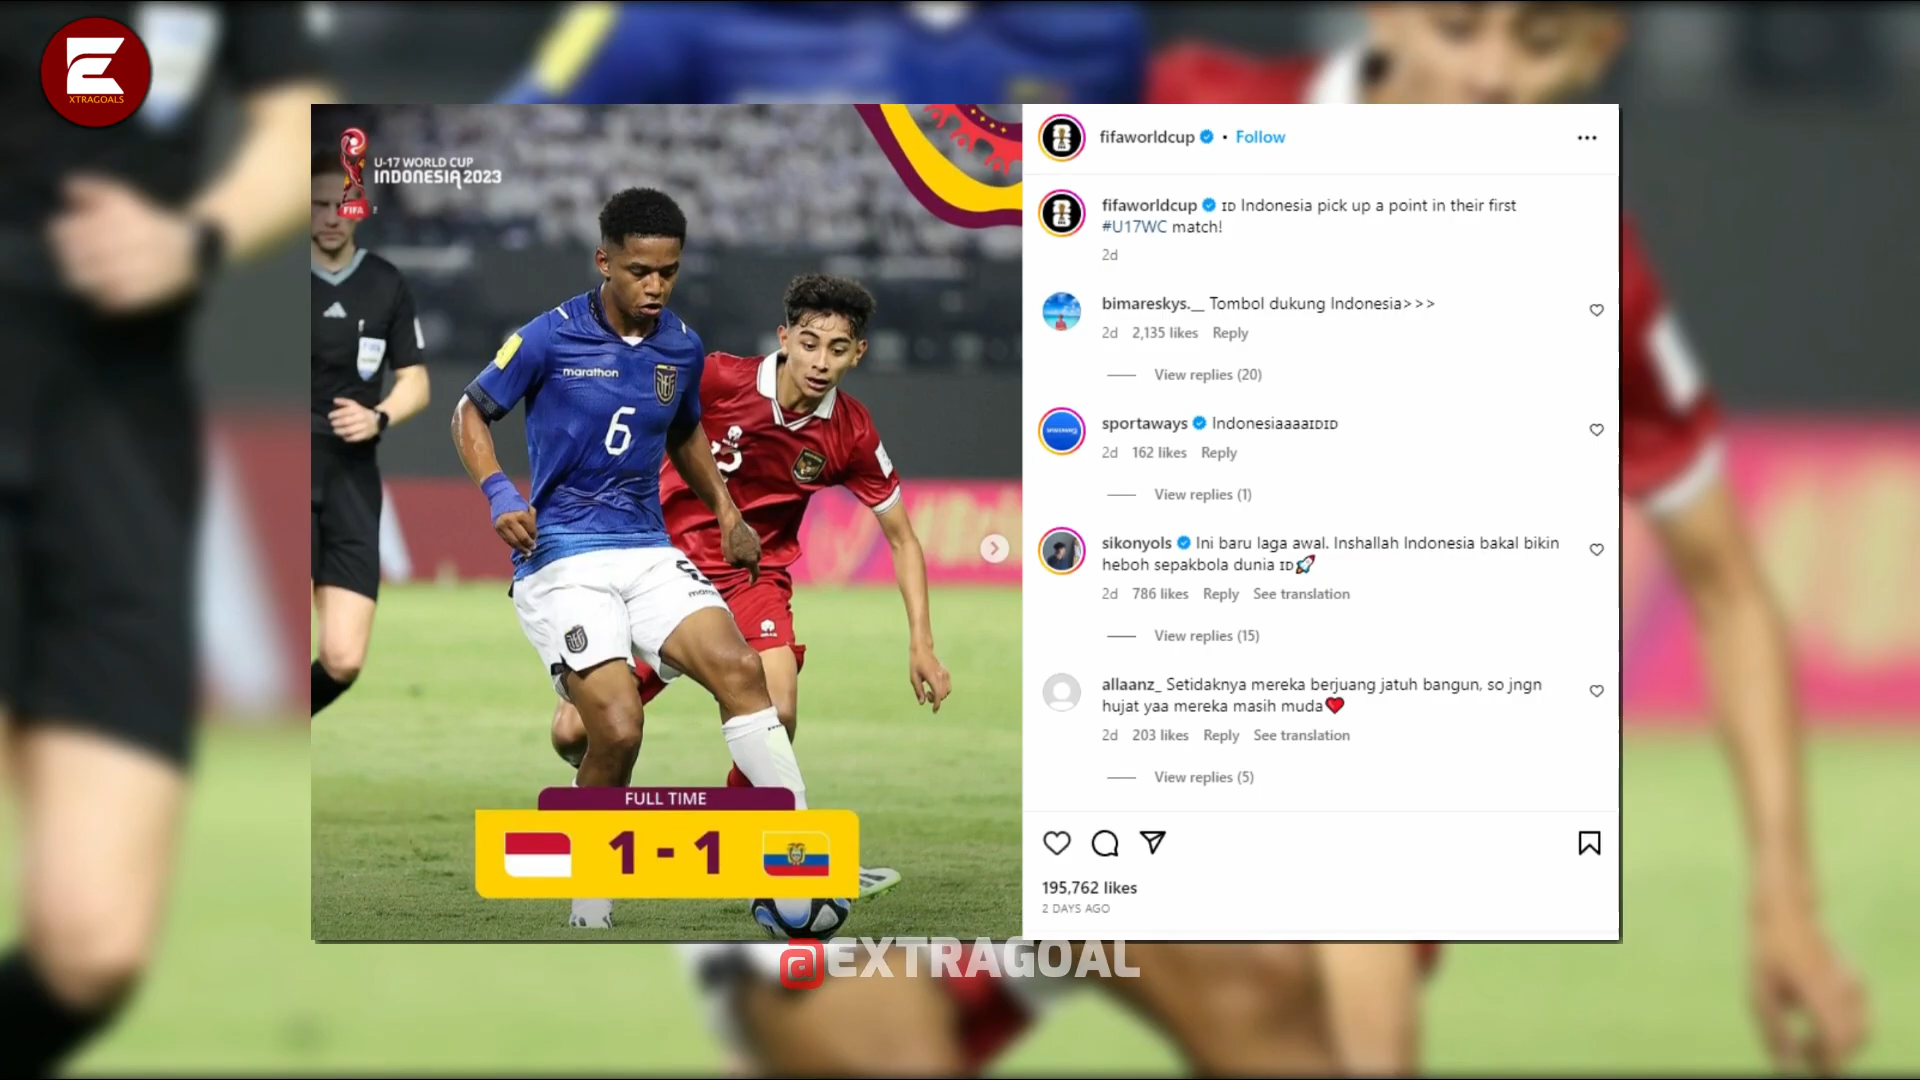 E
XTRAGOALS
U-17 WORLD CUP
INDONESIA 2023
FIFA
marathon
6
13
FULL TIME
1 - 1
fifaworldcup • Follow
fifaworldcup ID Indonesia pick up a point in their first
#U17WC match!
2d
bimareskys.__ Tombol dukung Indonesia>>>
2d 2,135 likes Reply
View replies (20)
sportaways IndonesiaaaaIDID
2d 162 likes Reply
View replies (1)
sikonyols Ini baru laga awal. Inshallah Indonesia bakal bikin
heboh sepakbola dunia ID🚀
2d 786 likes Reply See translation
View replies (15)
allaanz_ Setidaknya mereka berjuang jatuh bangun, so jngn
hujat yaa mereka masih muda❤️
2d 203 likes Reply See translation
View replies (5)
195,762 likes
2 DAYS AGO
@EXTRAGOAL